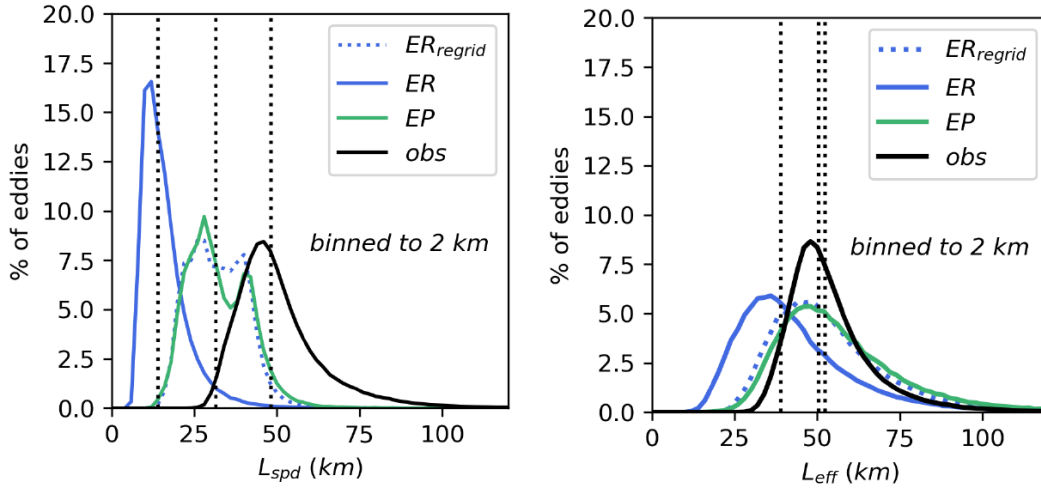 20.0
17.5
15.0
12.5
10.0
7.5
5.0
2.5
0.0
% of eddies
ER_regrid
ER
EP
obs
binned to 2 km
0 25 50 75 100
L_spd (km)
20.0
17.5
15.0
12.5
10.0
7.5
5.0
2.5
0.0
% of eddies
ER_regrid
ER
EP
obs
binned to 2 km
0 25 50 75 100
L_eff (km)